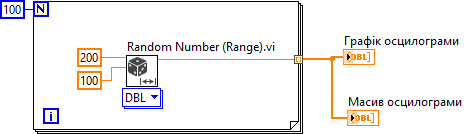 100
N
Random Number (Range).vi
200
100
DBL
i
Графік осцилограми
DBL
Масив осцилограми
DBL